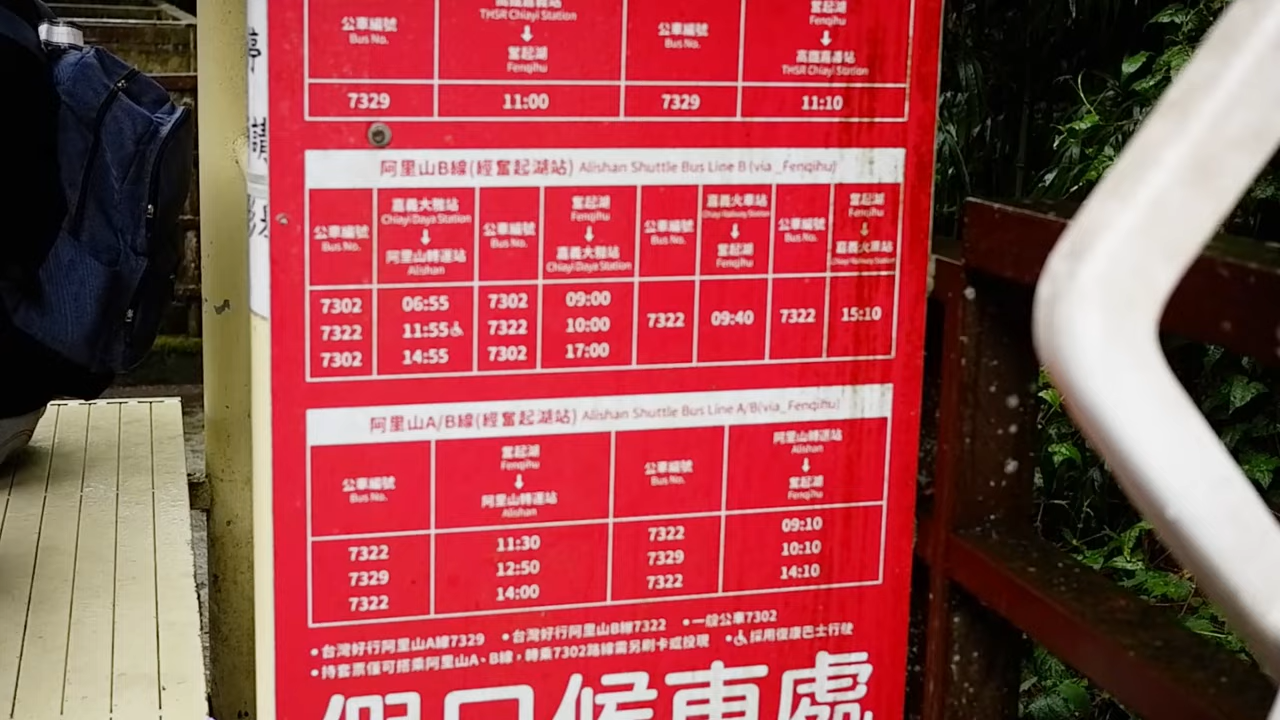 公車編號 高鐵嘉義站 公車編號 奮起湖
Bus No. THSR Chiayi Station Bus No. Fenqihu
↓ ↓
奮起湖 高鐵嘉義站
Fenqihu THSR Chiayi Station
7329 11:00 7329 11:10
阿里山B線(經奮起湖站) Alishan Shuttle Bus Line B (via _Fenqihu)
公車編號 嘉義大雅站 公車編號 奮起湖 公車編號 嘉義火車站 公車編號 奮起湖
Bus No. Chiayi Daya Station Bus No. Fenqihu Bus No. Chiayi Railway Station Bus No. Fenqihu
↓ ↓ ↓ ↓
阿里山轉運站 嘉義大雅站 奮起湖 嘉義火車站
Alishan Chiayi Daya Station Fenqihu Chiayi Railway Station
7302 06:55 7302 09:00
7322 11:55♿ 7322 10:00 7322 09:40 7322 15:10
7302 14:55 7302 17:00
阿里山A/B線(經奮起湖站) Alishan Shuttle Bus Line A/B(via_Fenqihu)
公車編號 奮起湖 公車編號 阿里山轉運站
Bus No. Fenqihu Bus No. Alishan
↓ ↓
阿里山轉運站 奮起湖
Alishan Fenqihu
7322 11:30 7322 09:10
7329 12:50 7329 10:10
7322 14:00 7322 14:10
•台灣好行阿里山A線7329 •台灣好行阿里山B線7322 •一般公車7302
•持套票僅可搭乘阿里山A、B線，轉乘7302路線需另刷卡或投現 •♿採用復康巴士行駛
假日候車處